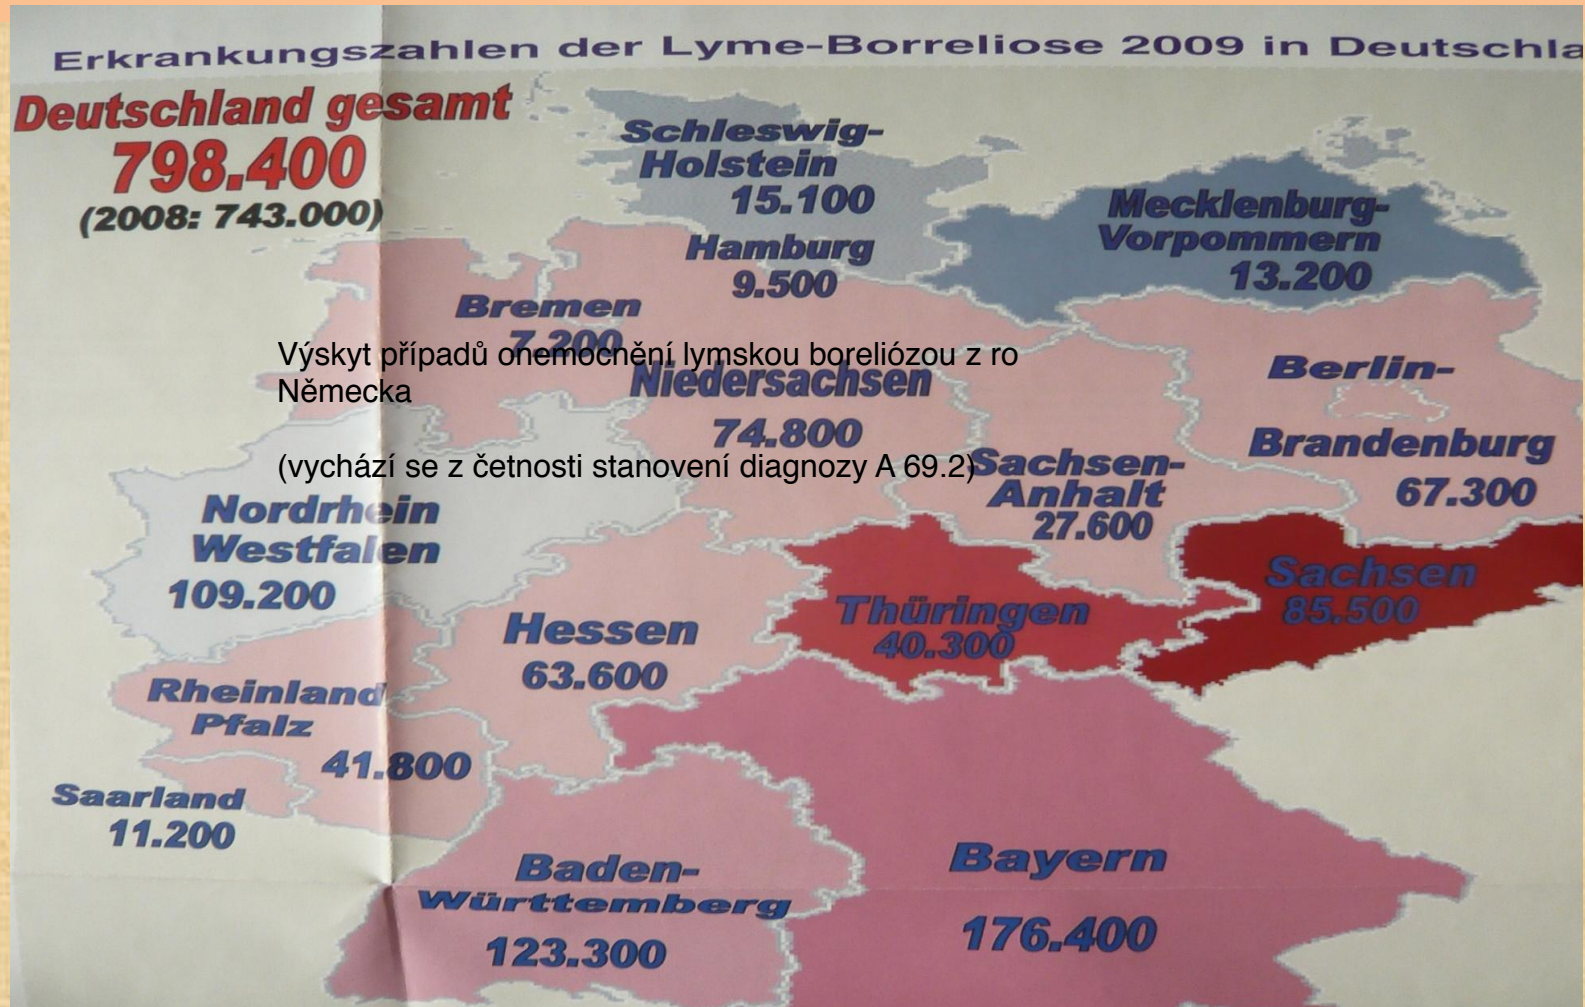 Erkrankungszahlen der Lyme-Borreliose 2009 in Deutschla
Deutschland gesamt
798.400
(2008: 743.000)
Schleswig-
Holstein
15.100
Mecklenburg-
Vorpommern
13.200
Hamburg
9.500
Bremen
7.200
Výskyt případů onemocnění lymskou boreliózou z ro
Německa
Niedersachsen
74.800
Berlin-
Brandenburg
67.300
(vychází se z četnosti stanovení diagnozy A 69.2)
Sachsen-
Anhalt
27.600
Nordrhein
Westfalen
109.200
Sachsen
85.500
Thüringen
40.300
Hessen
63.600
Rheinland
Pfalz
41.800
Saarland
11.200
Baden-
Württemberg
123.300
Bayern
176.400